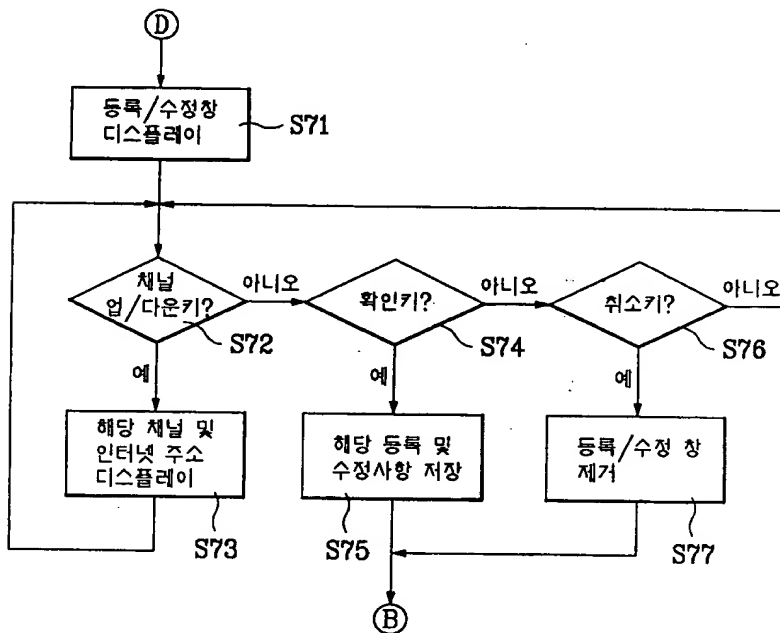 D
등록/수정창
디스플레이
S71
채널
업/다운키?
S72
아니오
확인키?
S74
아니오
취소키?
S76
아니오
예
예
예
해당 채널 및
인터넷 주소
디스플레이
S73
해당 등록 및
수정사항 저장
S75
등록/수정 창
제거
S77
B